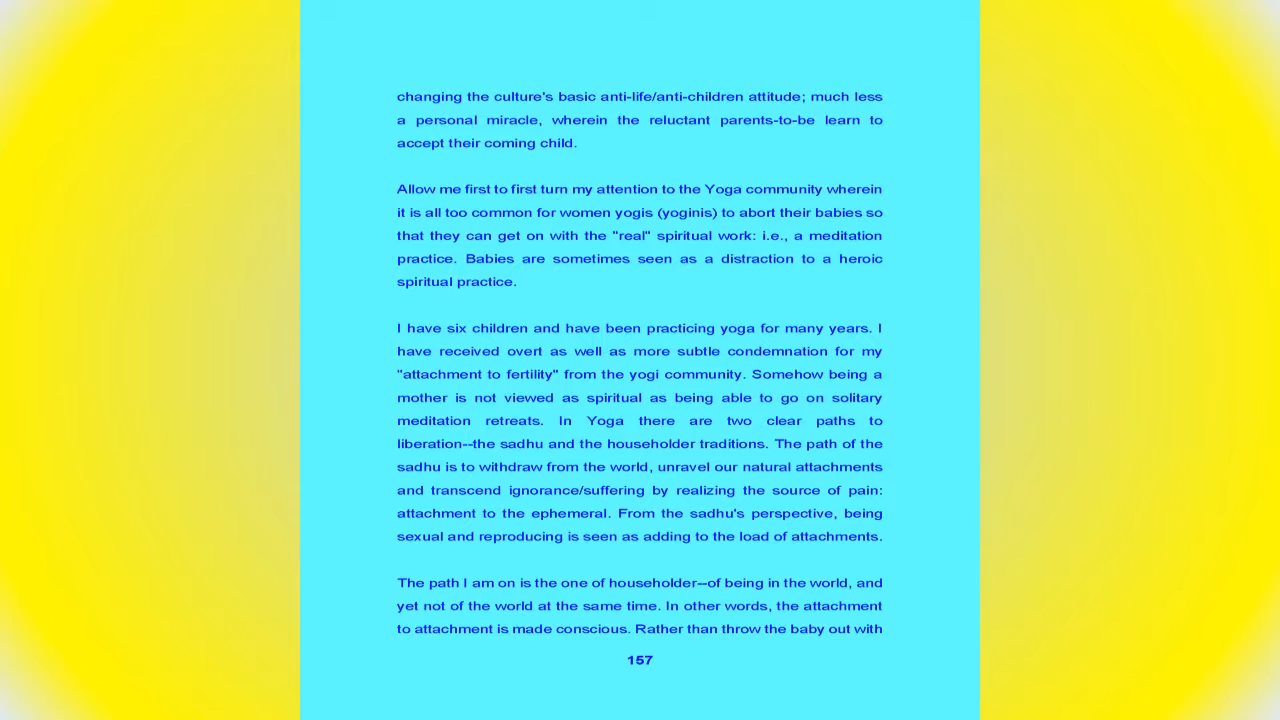 changing the culture's basic anti-life/anti-children attitude; much less
a personal miracle, wherein the reluctant parents-to-be learn to
accept their coming child.
Allow me first to first turn my attention to the Yoga community wherein
it is all too common for women yogis (yoginis) to abort their babies so
that they can get on with the "real" spiritual work: i.e., a meditation
practice. Babies are sometimes seen as a distraction to a heroic
spiritual practice.
I have six children and have been practicing yoga for many years. I
have received overt as well as more subtle condemnation for my
"attachment to fertility" from the yogi community. Somehow being a
mother is not viewed as spiritual as being able to go on solitary
meditation retreats. In Yoga there are two clear paths to
liberation--the sadhu and the householder traditions. The path of the
sadhu is to withdraw from the world, unravel our natural attachments
and transcend ignorance/suffering by realizing the source of pain:
attachment to the ephemeral. From the sadhu's perspective, being
sexual and reproducing is seen as adding to the load of attachments.
The path I am on is the one of householder--of being in the world, and
yet not of the world at the same time. In other words, the attachment
to attachment is made conscious. Rather than throw the baby out with
157